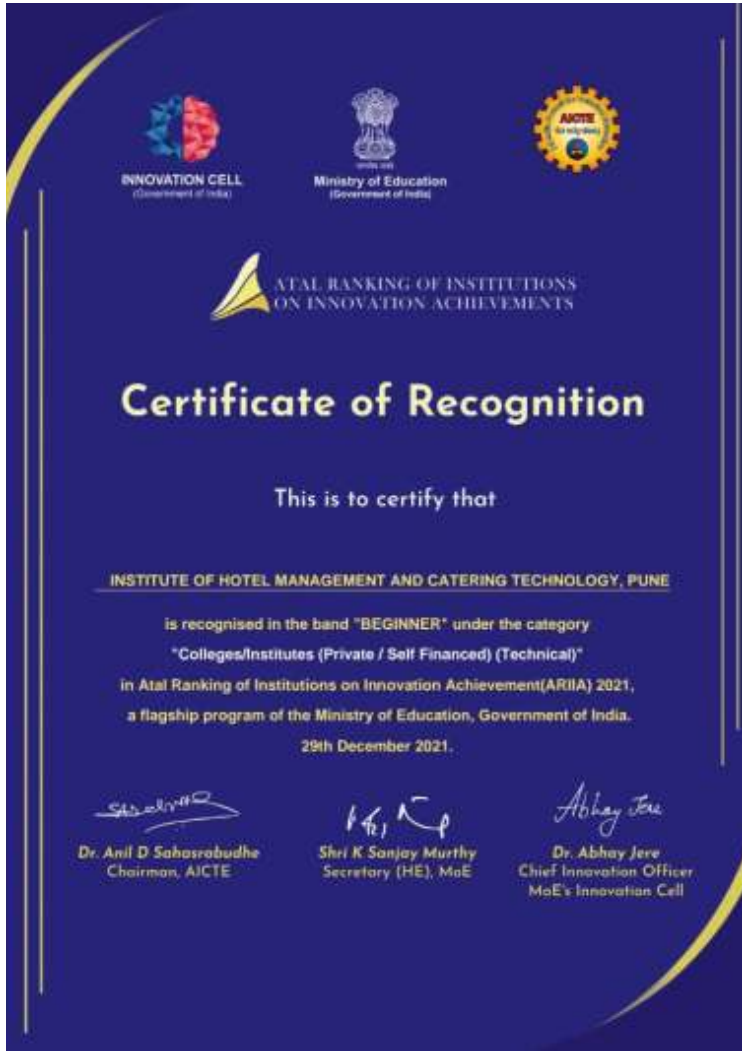 INNOVATION CELL
(Government of India)
Ministry of Education
(Government of India)
AICTE
ATAL RANKING OF INSTITUTIONS
ON INNOVATION ACHIEVEMENTS
Certificate of Recognition
This is to certify that
INSTITUTE OF HOTEL MANAGEMENT AND CATERING TECHNOLOGY, PUNE
is recognised in the band "BEGINNER" under the category
"Colleges/Institutes (Private / Self Financed) (Technical)"
in Atal Ranking of Institutions on Innovation Achievement(ARIIA) 2021,
a flagship program of the Ministry of Education, Government of India.
29th December 2021.
Abhay Jere
Dr. Anil D Sahasrabudhe
Chairman, AICTE
Shri K Sanjay Murthy
Secretary (HE), MoE
Dr. Abhay Jere
Chief Innovation Officer
MoE's Innovation Cell